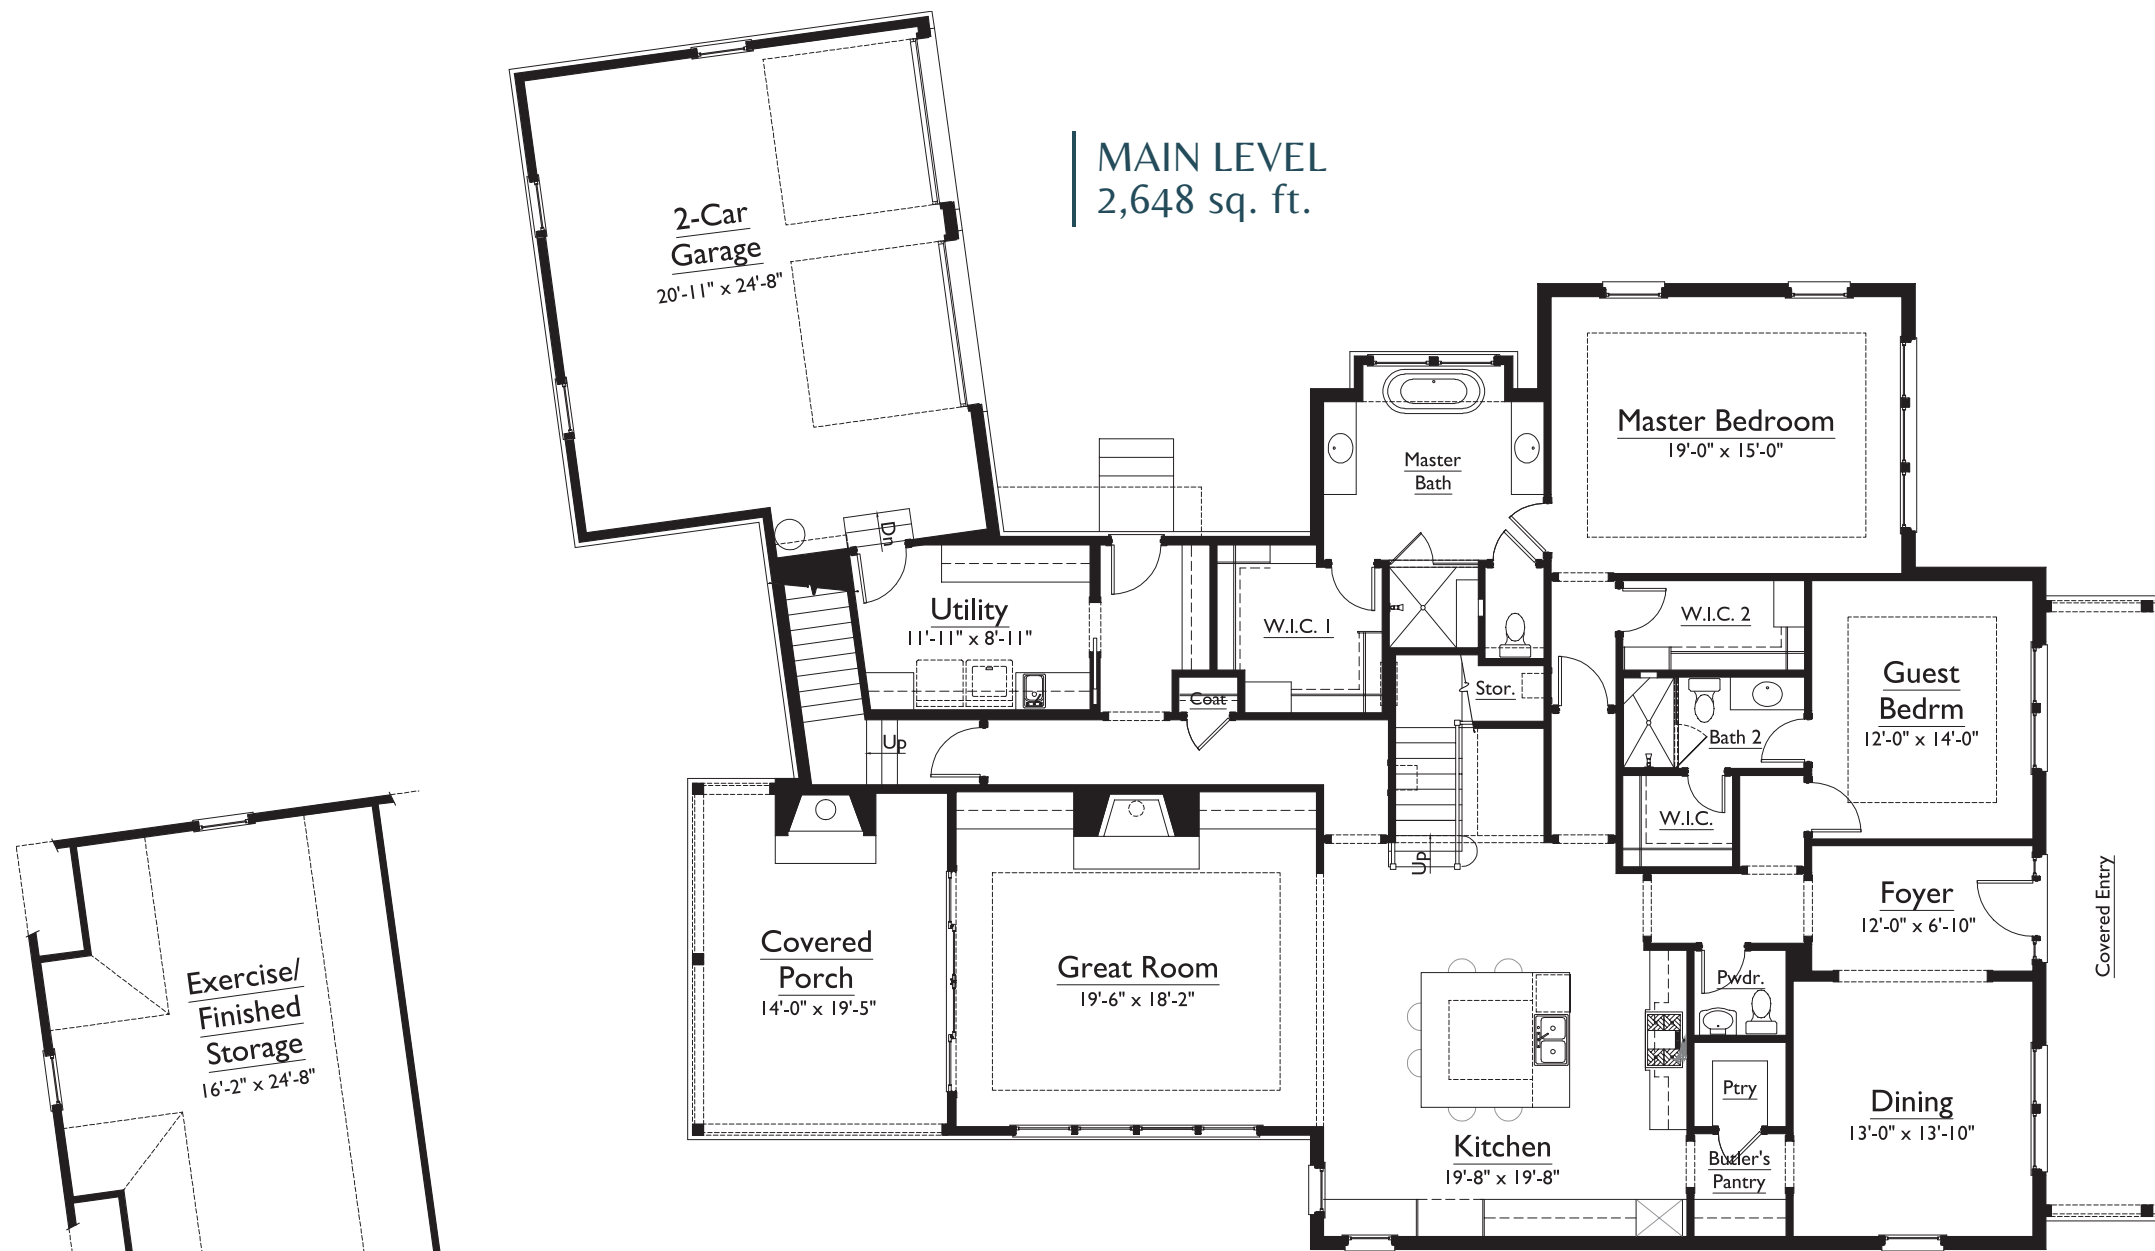 MAIN LEVEL
2,648 sq. ft.
2-Car
Garage
20'-11" x 24'-8"
Dn
Master Bedroom
19'-0" x 15'-0"
Master
Bath
Utility
11'-11" x 8'-11"
W.I.C. 1
W.I.C. 2
Coat
Stor.
Guest
Bedrm
12'-0" x 14'-0"
Up
Bath 2
W.I.C.
Up
Foyer
12'-0" x 6'-10"
Covered Entry
Covered
Porch
14'-0" x 19'-5"
Great Room
19'-6" x 18'-2"
Pwdr.
Exercise/
Finished
Storage
16'-2" x 24'-8"
Ptry
Dining
13'-0" x 13'-10"
Kitchen
19'-8" x 19'-8"
Butler's
Pantry